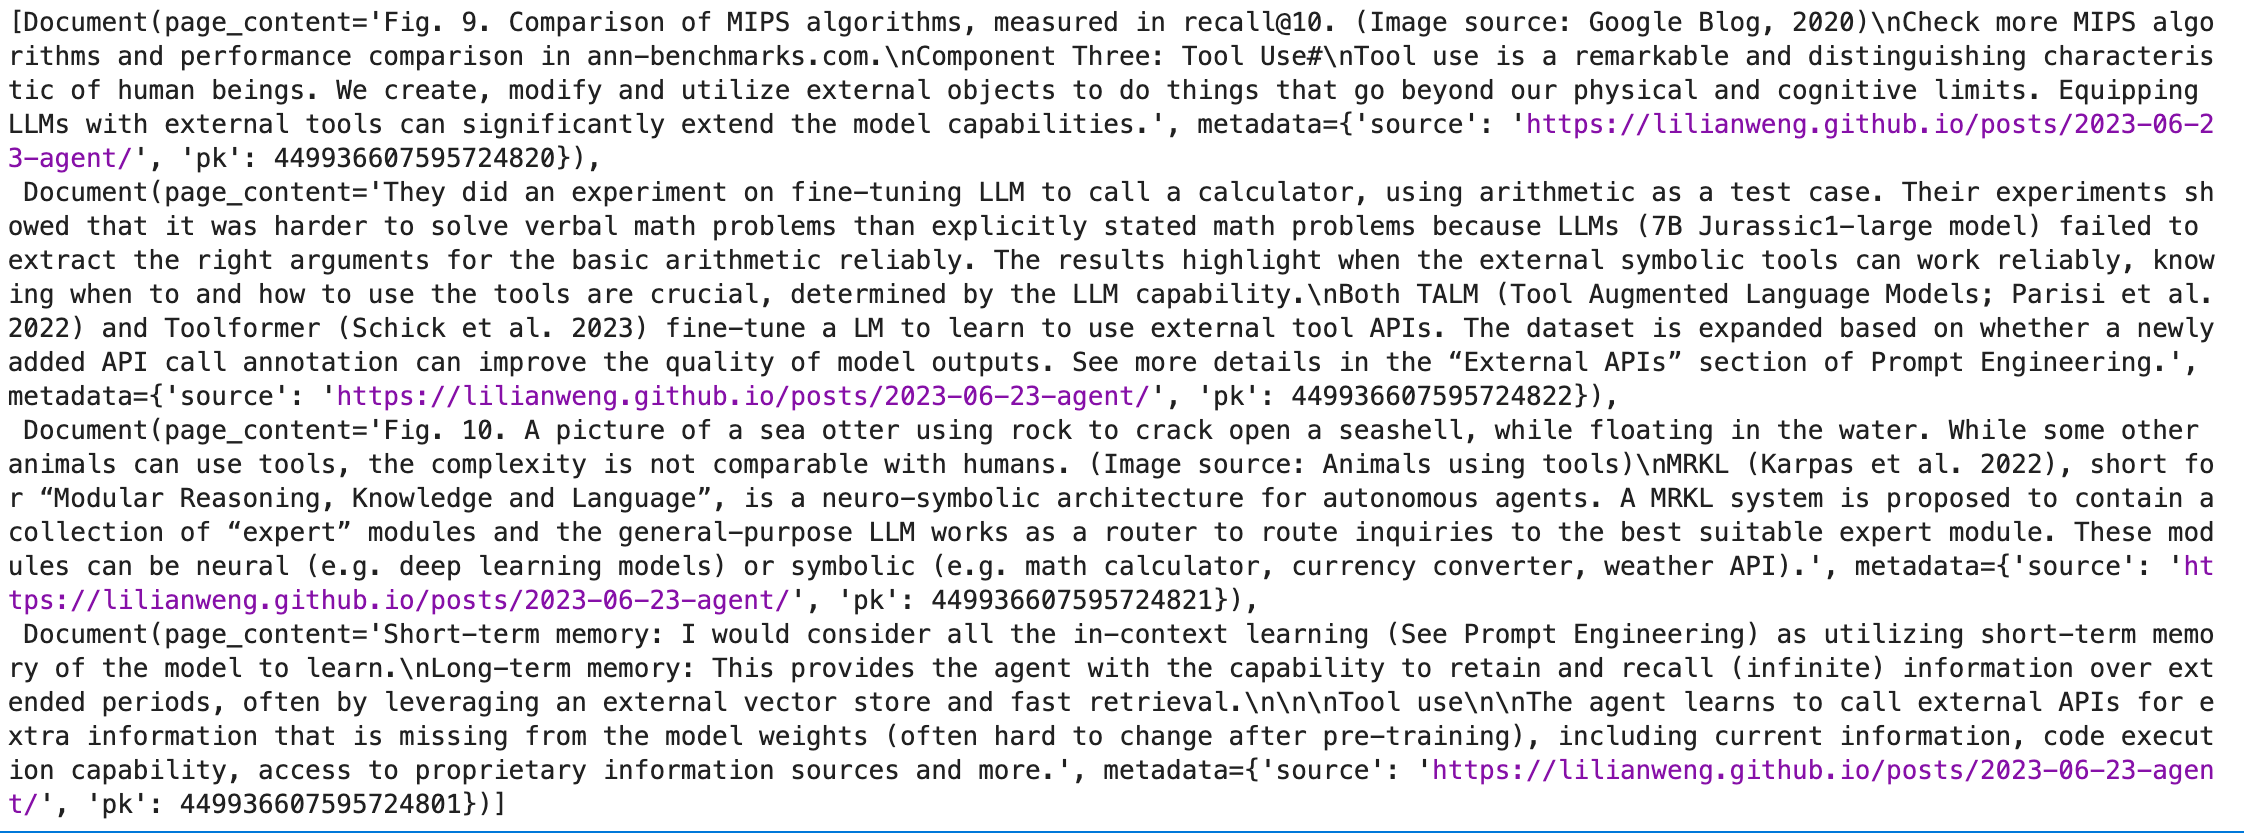 [Document(page_content='Fig. 9. Comparison of MIPS algorithms, measured in recall@10. (Image source: Google Blog, 2020)\nCheck more MIPS algo
rithms and performance comparison in ann-benchmarks.com.\nComponent Three: Tool Use#\nTool use is a remarkable and distinguishing characteris
tic of human beings. We create, modify and utilize external objects to do things that go beyond our physical and cognitive limits. Equipping
LLMs with external tools can significantly extend the model capabilities.', metadata={'source': 'https://lilianweng.github.io/posts/2023-06-2
3-agent/', 'pk': 449936607595724820}),
 Document(page_content='They did an experiment on fine-tuning LLM to call a calculator, using arithmetic as a test case. Their experiments sh
owed that it was harder to solve verbal math problems than explicitly stated math problems because LLMs (7B Jurassic1-large model) failed to
extract the right arguments for the basic arithmetic reliably. The results highlight when the external symbolic tools can work reliably, know
ing when to and how to use the tools are crucial, determined by the LLM capability.\nBoth TALM (Tool Augmented Language Models; Parisi et al.
2022) and Toolformer (Schick et al. 2023) fine-tune a LM to learn to use external tool APIs. The dataset is expanded based on whether a newly
added API call annotation can improve the quality of model outputs. See more details in the “External APIs” section of Prompt Engineering.',
metadata={'source': 'https://lilianweng.github.io/posts/2023-06-23-agent/', 'pk': 449936607595724822}),
 Document(page_content='Fig. 10. A picture of a sea otter using rock to crack open a seashell, while floating in the water. While some other
animals can use tools, the complexity is not comparable with humans. (Image source: Animals using tools)\nMRKL (Karpas et al. 2022), short fo
r “Modular Reasoning, Knowledge and Language”, is a neuro-symbolic architecture for autonomous agents. A MRKL system is proposed to contain a
collection of “expert” modules and the general-purpose LLM works as a router to route inquiries to the best suitable expert module. These mod
ules can be neural (e.g. deep learning models) or symbolic (e.g. math calculator, currency converter, weather API).', metadata={'source': 'ht
tps://lilianweng.github.io/posts/2023-06-23-agent/', 'pk': 449936607595724821}),
 Document(page_content='Short-term memory: I would consider all the in-context learning (See Prompt Engineering) as utilizing short-term memo
ry of the model to learn.\nLong-term memory: This provides the agent with the capability to retain and recall (infinite) information over ext
ended periods, often by leveraging an external vector store and fast retrieval.\n\n\nTool use\n\nThe agent learns to call external APIs for e
xtra information that is missing from the model weights (often hard to change after pre-training), including current information, code execut
ion capability, access to proprietary information sources and more.', metadata={'source': 'https://lilianweng.github.io/posts/2023-06-23-agen
t/', 'pk': 449936607595724801})]